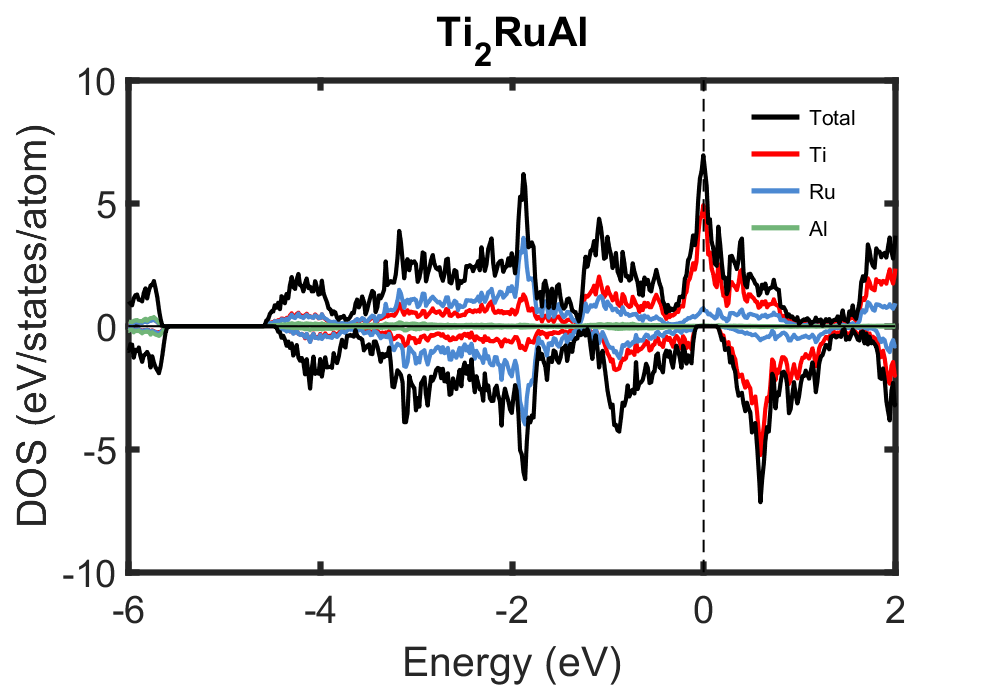 Ti2RuAl
10
5
0
-5
-10
DOS (eV/states/atom)
Total
Ti
Ru
Al
-6
-4
-2
0
2
Energy (eV)